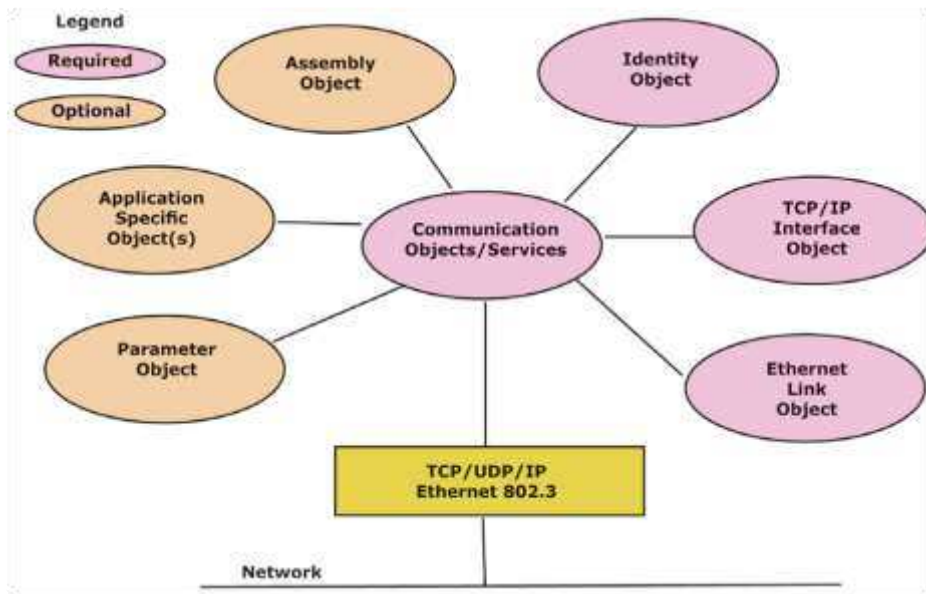 Legend
Required
Optional
Assembly
Object
Identity
Object
Application
Specific
Object(s)
Communication
Objects/Services
TCP/IP
Interface
Object
Parameter
Object
Ethernet
Link
Object
TCP/UDP/IP
Ethernet 802.3
Network